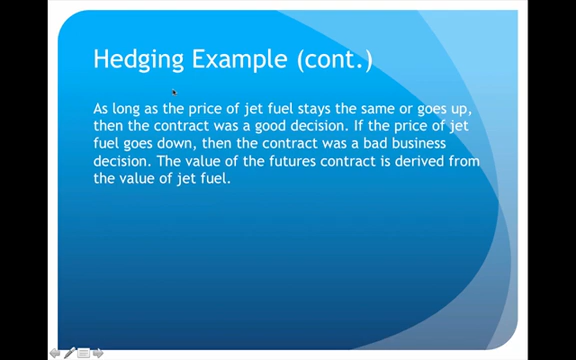 Hedging Example (cont.)
As long as the price of jet fuel stays the same or goes up,
then the contract was a good decision. If the price of jet
fuel goes down, then the contract was a bad business
decision. The value of the futures contract is derived from
the value of jet fuel.